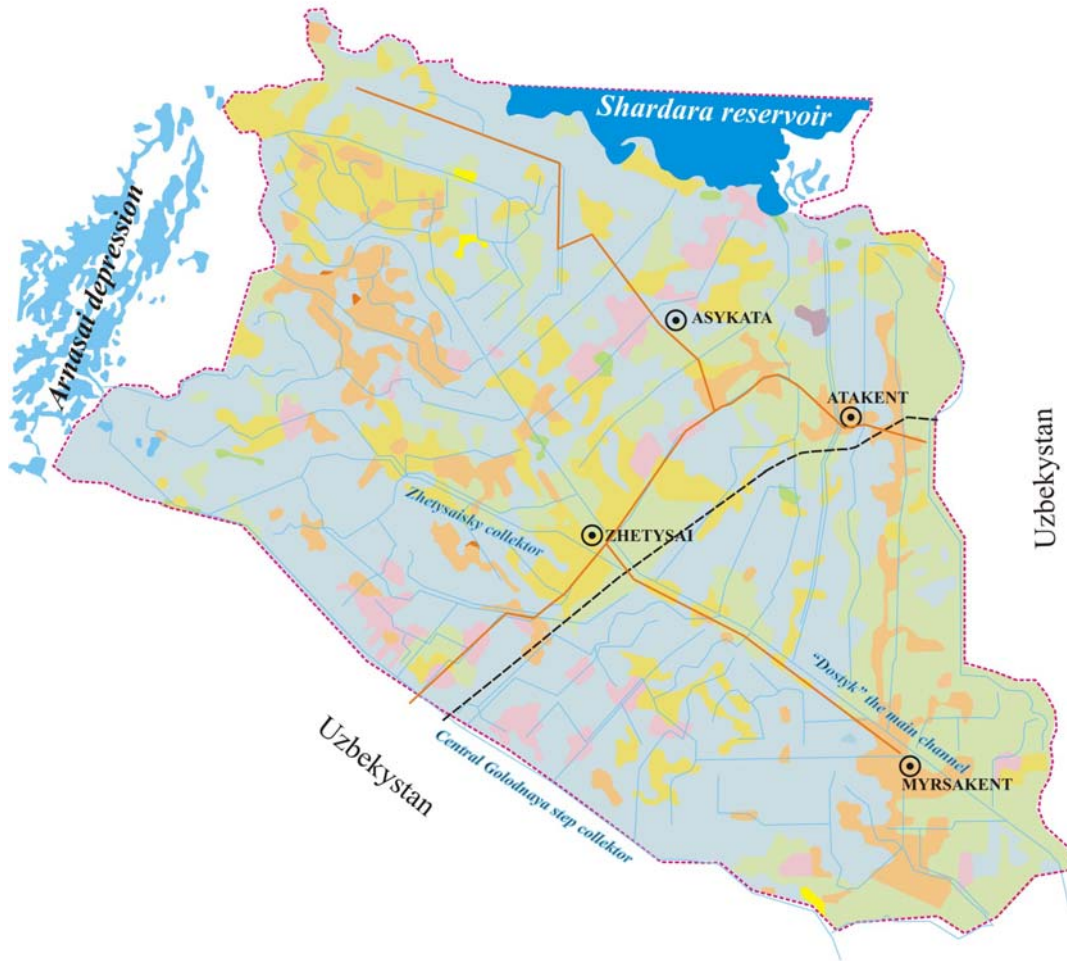 Shardara reservoir
Arnasai depression
ASYKATA
ATAKENT
Uzbekystan
Zhetysaisky collektor
ZHETYSAI
"Dostyk" the main channel
Uzbekystan
Central Golodnaya step collektor
MYRSAKENT